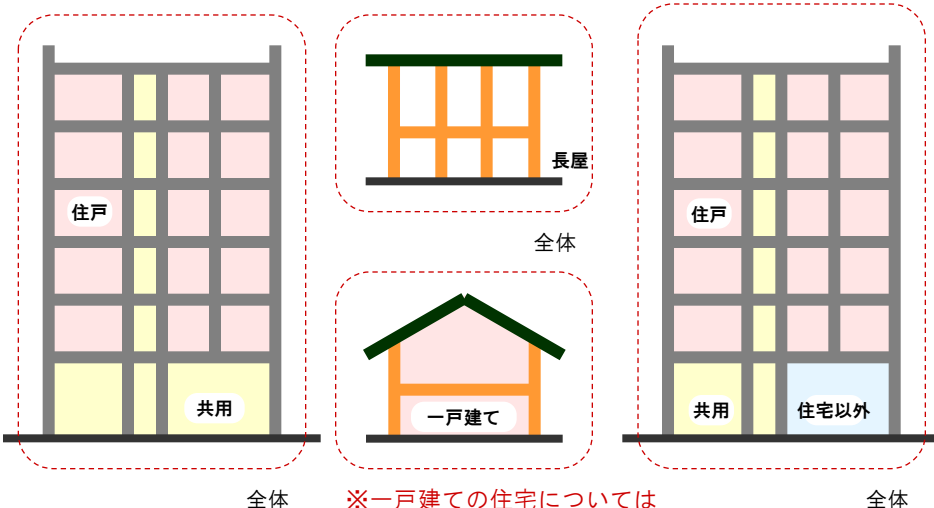 住戸
共用
全体
長屋
全体
一戸建て
※一戸建ての住宅については
住戸
共用
住宅以外
全体